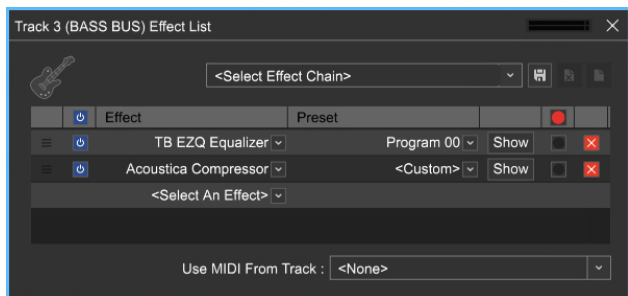 Track 3 (BASS BUS) Effect List
<Select Effect Chain>
Effect Preset
TB EZQ Equalizer Program 00 Show
Acoustica Compressor <Custom> Show
<Select An Effect>
Use MIDI From Track : <None>